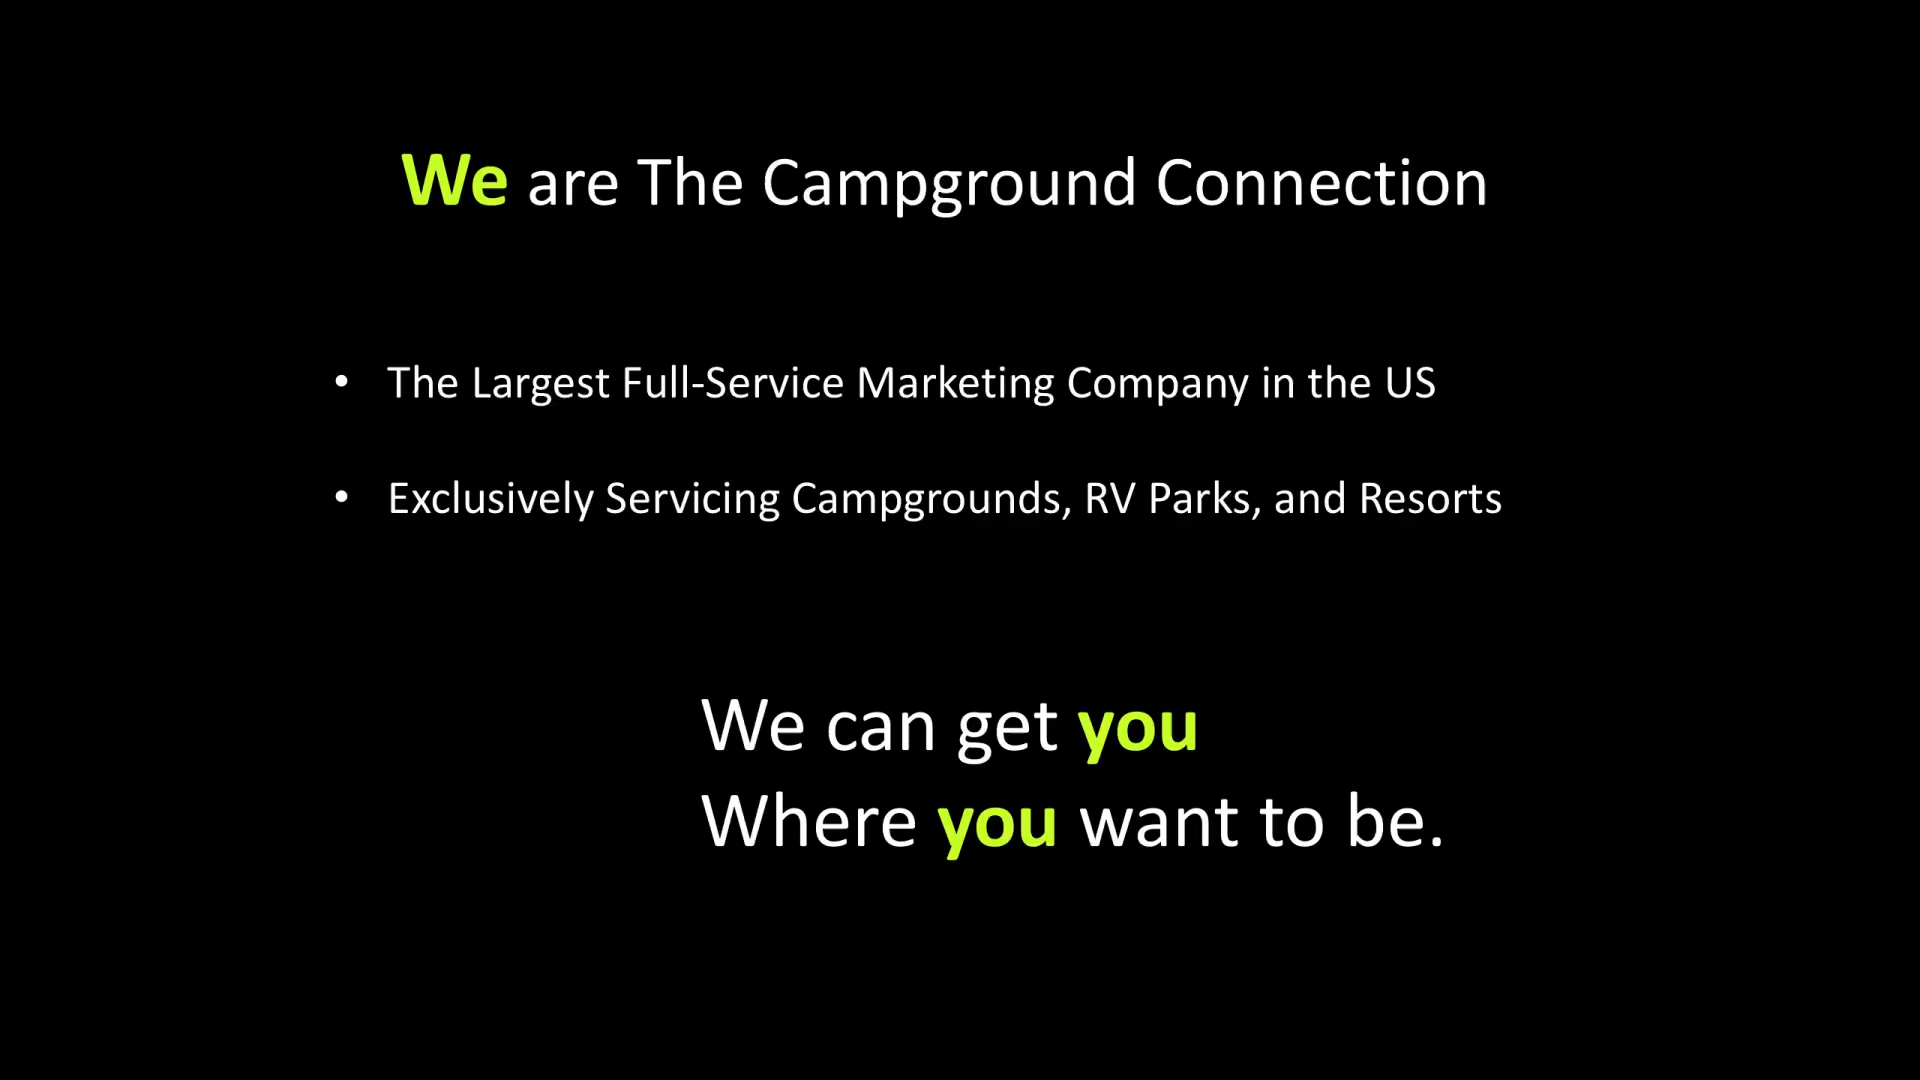 We are The Campground Connection
• The Largest Full-Service Marketing Company in the US
• Exclusively Servicing Campgrounds, RV Parks, and Resorts
We can get you
Where you want to be.